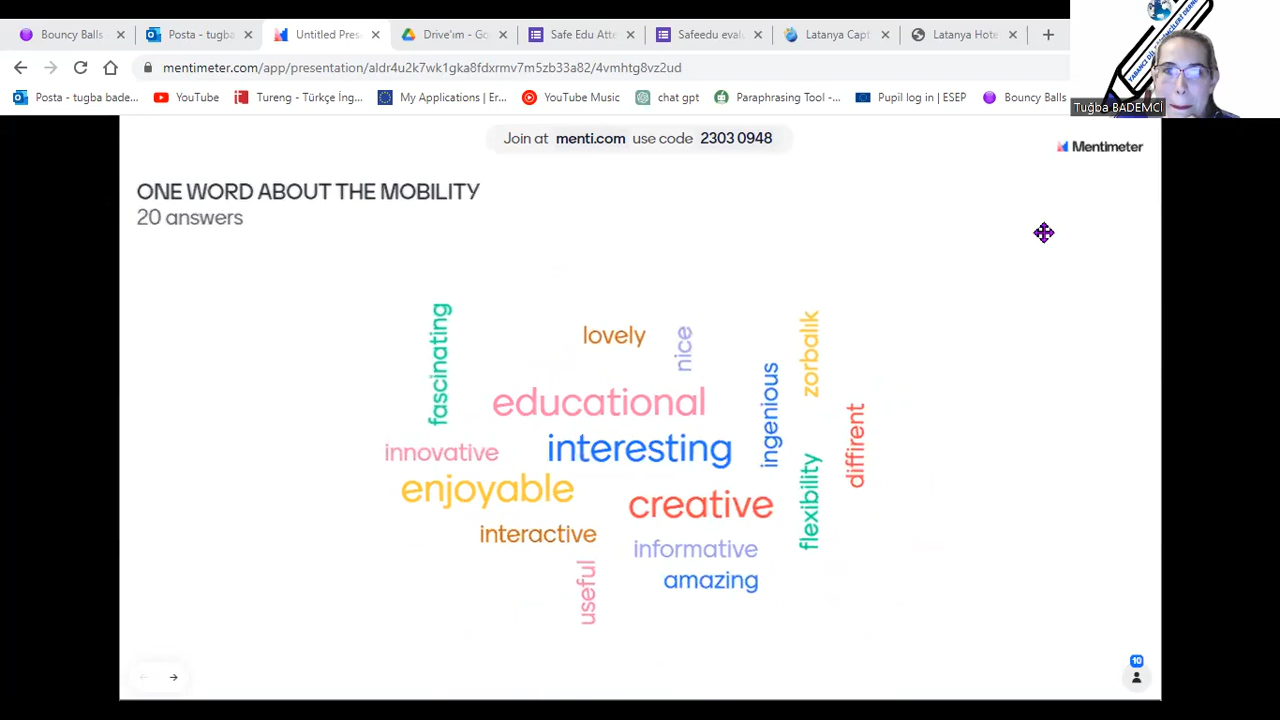 Bouncy Balls
Posta - tugba
Untitled Pres
Drive'ım - Go
Safe Edu Atte
Safeedu evalu
Latanya Capt
Latanya Hote
mentimeter.com/app/presentation/aldr4u2k7wk1gka8fdxrmv7m5zb33a82/4vmhtg8vz2ud
Posta - tugba bade...
YouTube
Tureng - Türkçe İng...
My Applications | Er...
YouTube Music
chat gpt
Paraphrasing Tool -...
Pupil log in | ESEP
Bouncy Balls
Tuğba BADEMCİ
Join at menti.com use code 2303 0948
Mentimeter
ONE WORD ABOUT THE MOBILITY
20 answers
fascinating
lovely
nice
zorbalık
ingenious
educational
diffirent
interesting
innovative
enjoyable
creative
flexibility
interactive
informative
useful
amazing
10